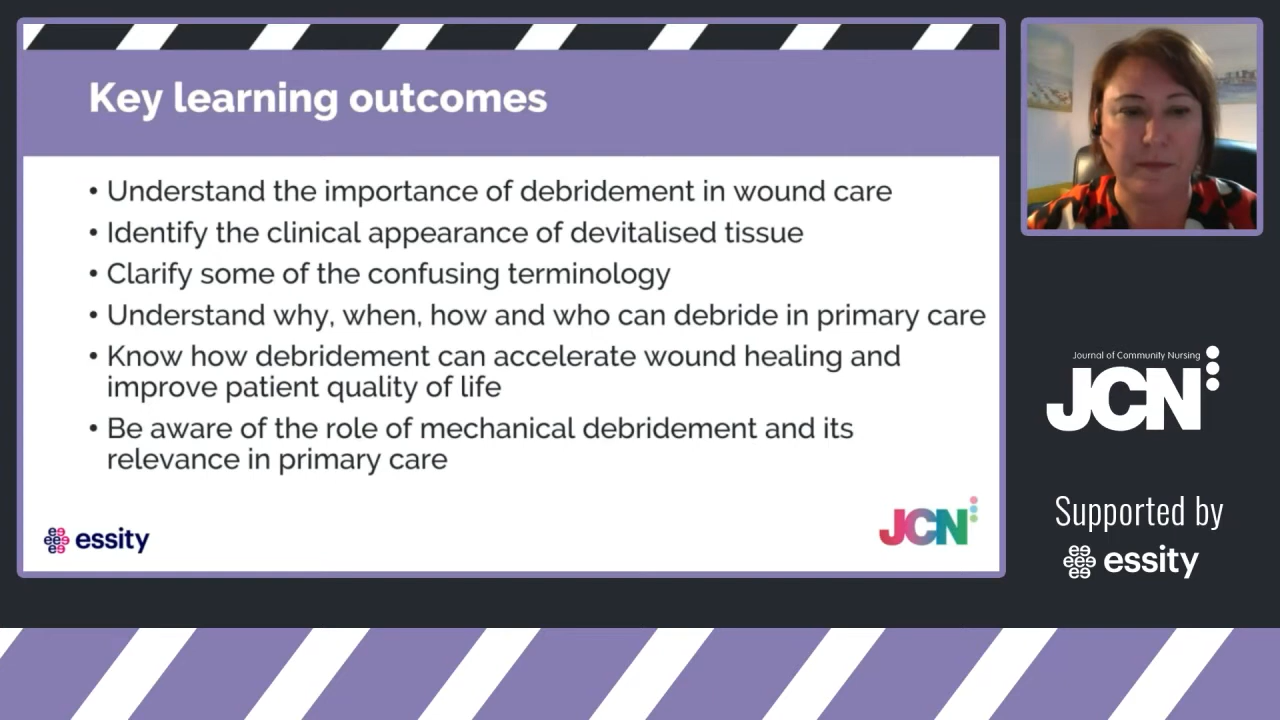 Key learning outcomes
• Understand the importance of debridement in wound care
• Identify the clinical appearance of devitalised tissue
• Clarify some of the confusing terminology
• Understand why, when, how and who can debride in primary care
• Know how debridement can accelerate wound healing and
improve patient quality of life
• Be aware of the role of mechanical debridement and its
relevance in primary care
essity
JCN
Journal of Community Nursing
JCN
Supported by
essity